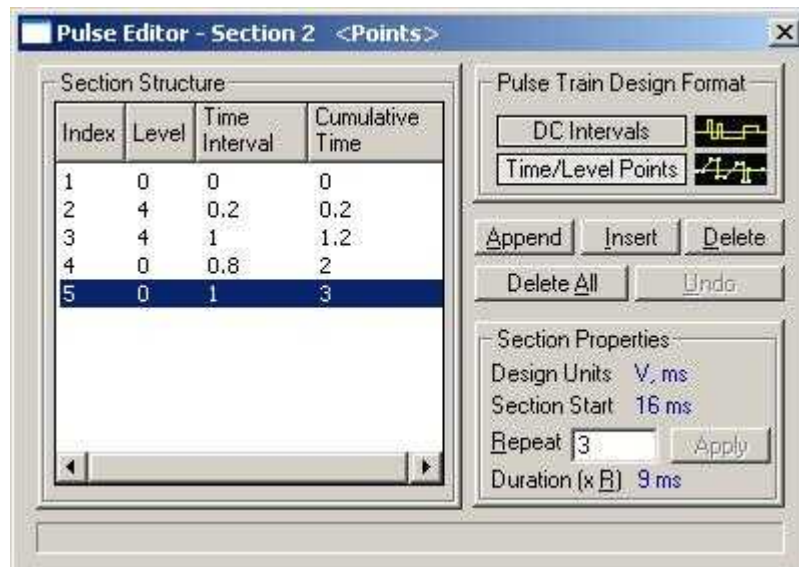 Pulse Editor - Section 2 <Points>
Section Structure
Index Level Time Interval Cumulative Time
1 0 0 0
2 4 0.2 0.2
3 4 1 1.2
4 0 0.8 2
5 0 1 3
Pulse Train Design Format
DC Intervals
Time/Level Points
Append Insert Delete
Delete All Undo
Section Properties
Design Units V, ms
Section Start 16 ms
Repeat 3 Apply
Duration (x R) 9 ms